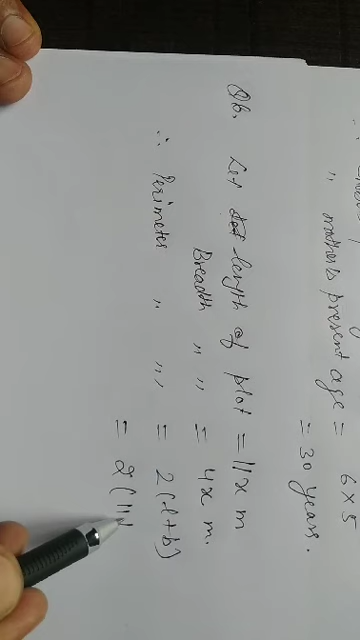 " mother's present age = 6 × 5
= 30 years.
Q6. Let length of plot = 11x m
Breadth " " = 4x m.
∴ Perimeter " " = 2(l+b)
= 2(11